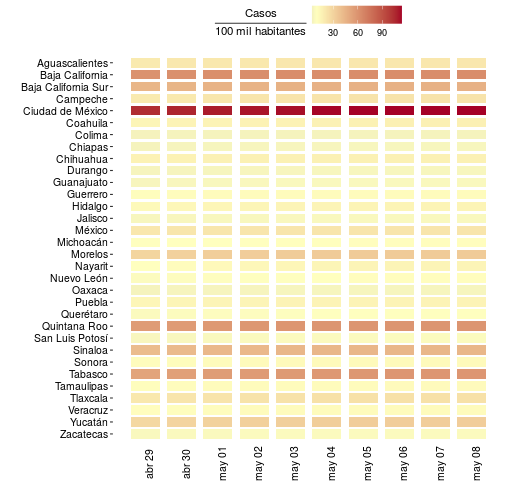 Casos
100 mil habitantes
30 60 90
Aguascalientes
Baja California
Baja California Sur
Campeche
Ciudad de México
Coahuila
Colima
Chiapas
Chihuahua
Durango
Guanajuato
Guerrero
Hidalgo
Jalisco
México
Michoacán
Morelos
Nayarit
Nuevo León
Oaxaca
Puebla
Querétaro
Quintana Roo
San Luis Potosí
Sinaloa
Sonora
Tabasco
Tamaulipas
Tlaxcala
Veracruz
Yucatán
Zacatecas
abr 29
abr 30
may 01
may 02
may 03
may 04
may 05
may 06
may 07
may 08